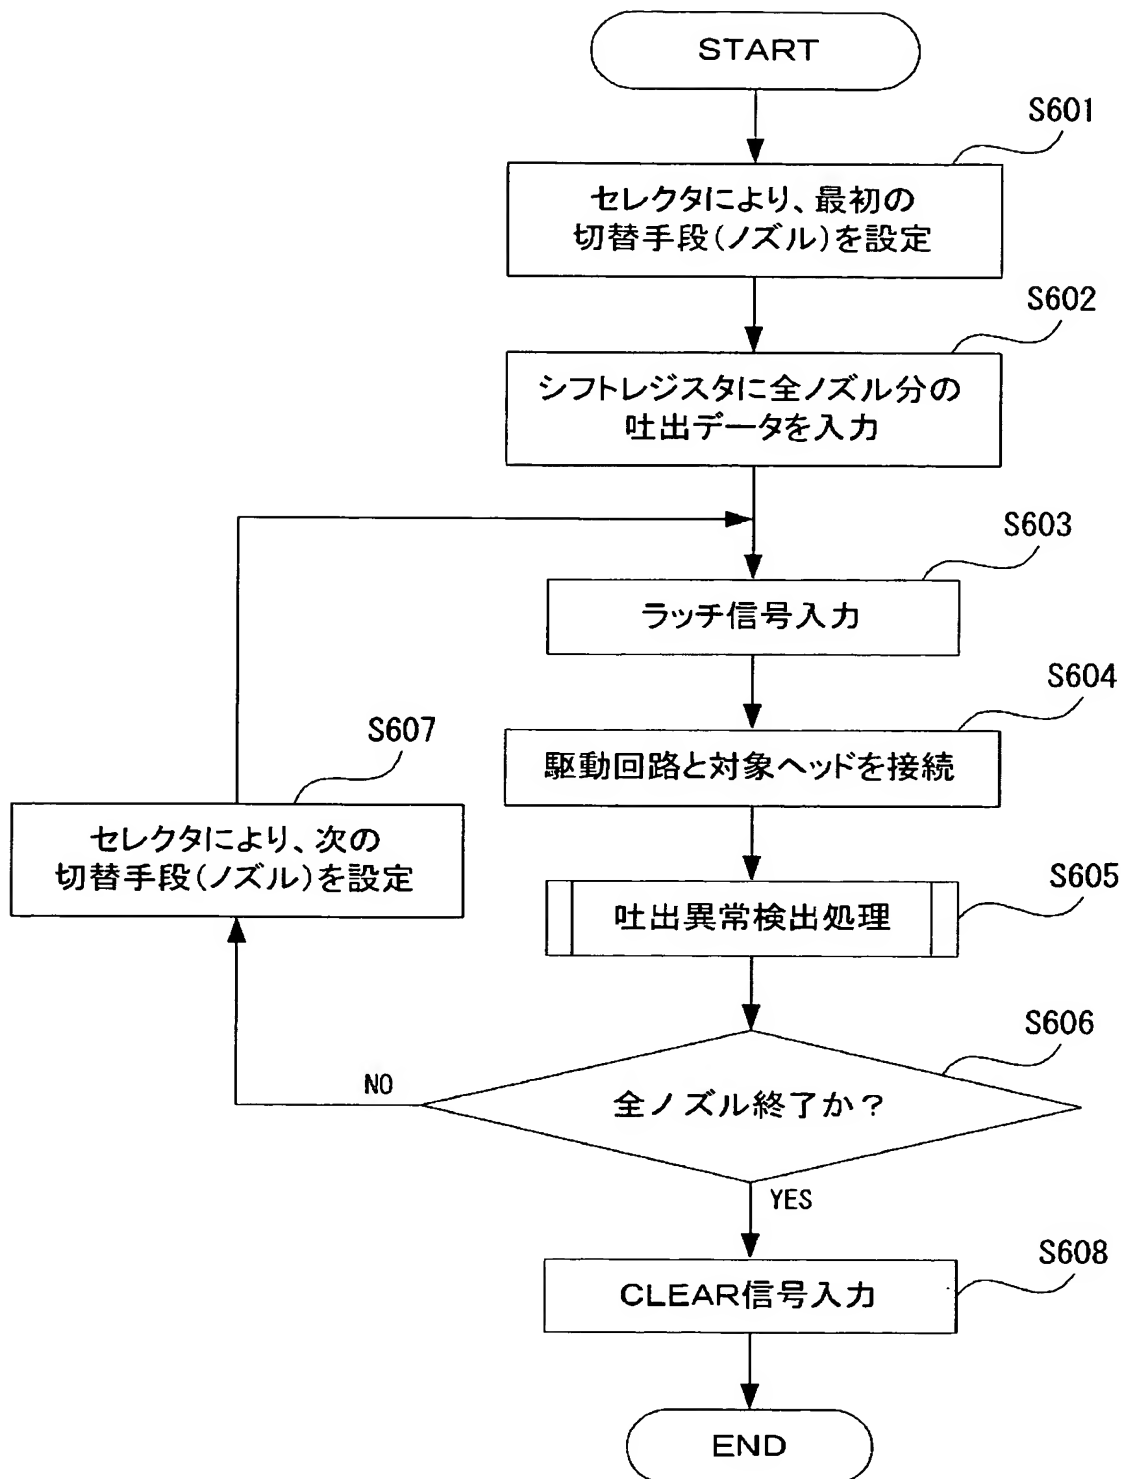 START
S601
セレクタにより、最初の
切替手段(ノズル)を設定
S602
シフトレジスタに全ノズル分の
吐出データを入力
S603
ラッチ信号入力
S604
駆動回路と対象ヘッドを接続
S607
セレクタにより、次の
切替手段(ノズル)を設定
S605
吐出異常検出処理
S606
全ノズル終了か?
NO
YES
S608
CLEAR信号入力
END